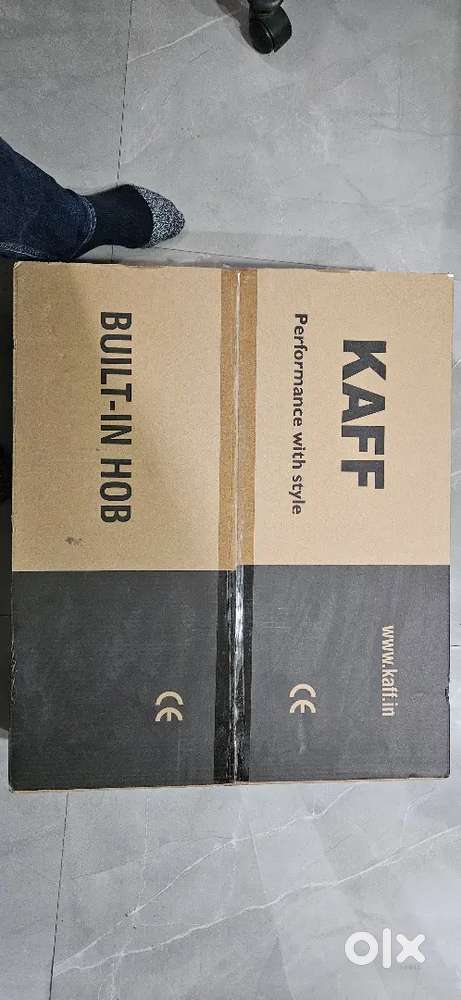 KAFF
Performance with style
www.kaff.in
CE
BUILT-IN HOB
CE
olx